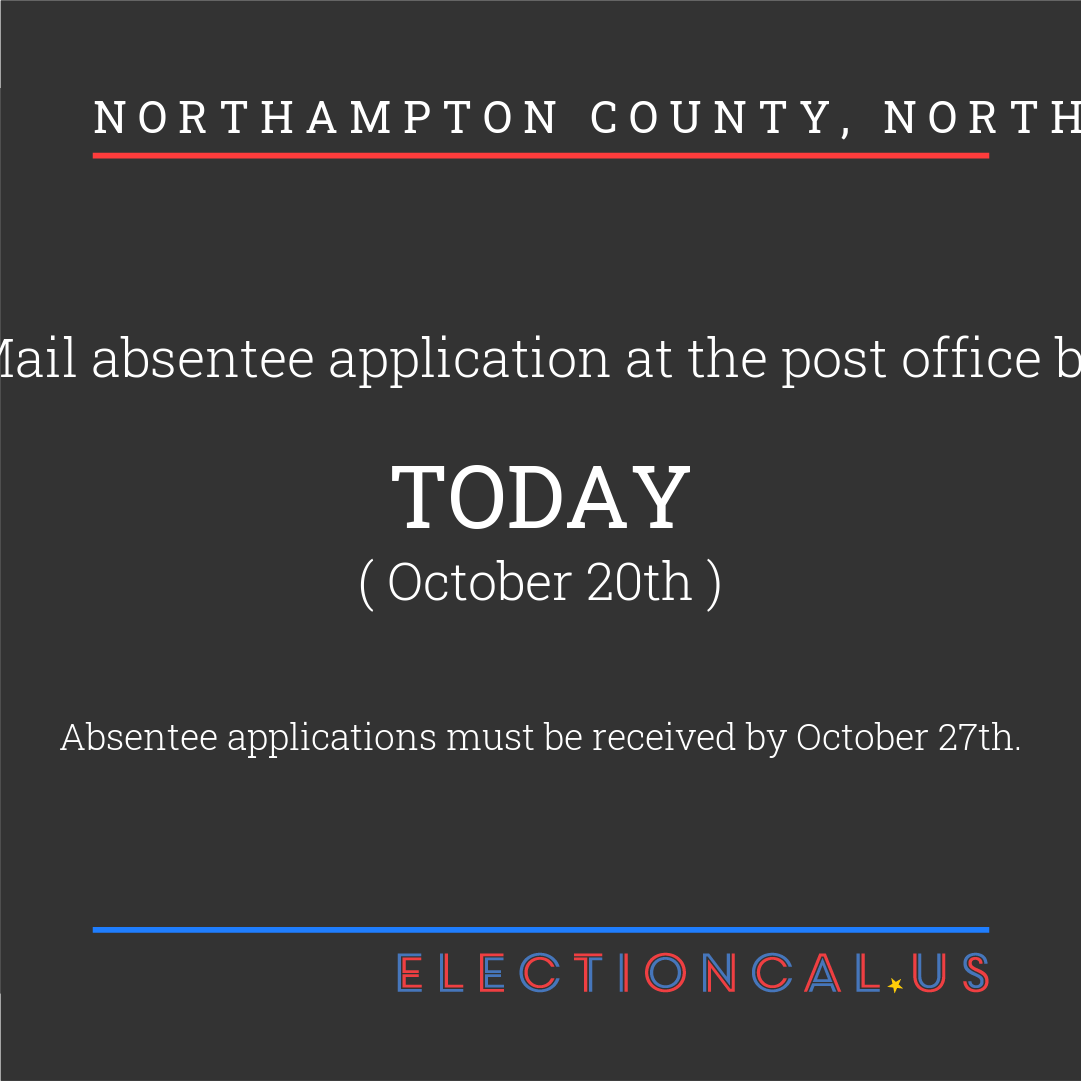 NORTHAMPTON COUNTY, NORTH
Mail absentee application at the post office b
TODAY
( October 20th )
Absentee applications must be received by October 27th.
ELECTIONCAL.US